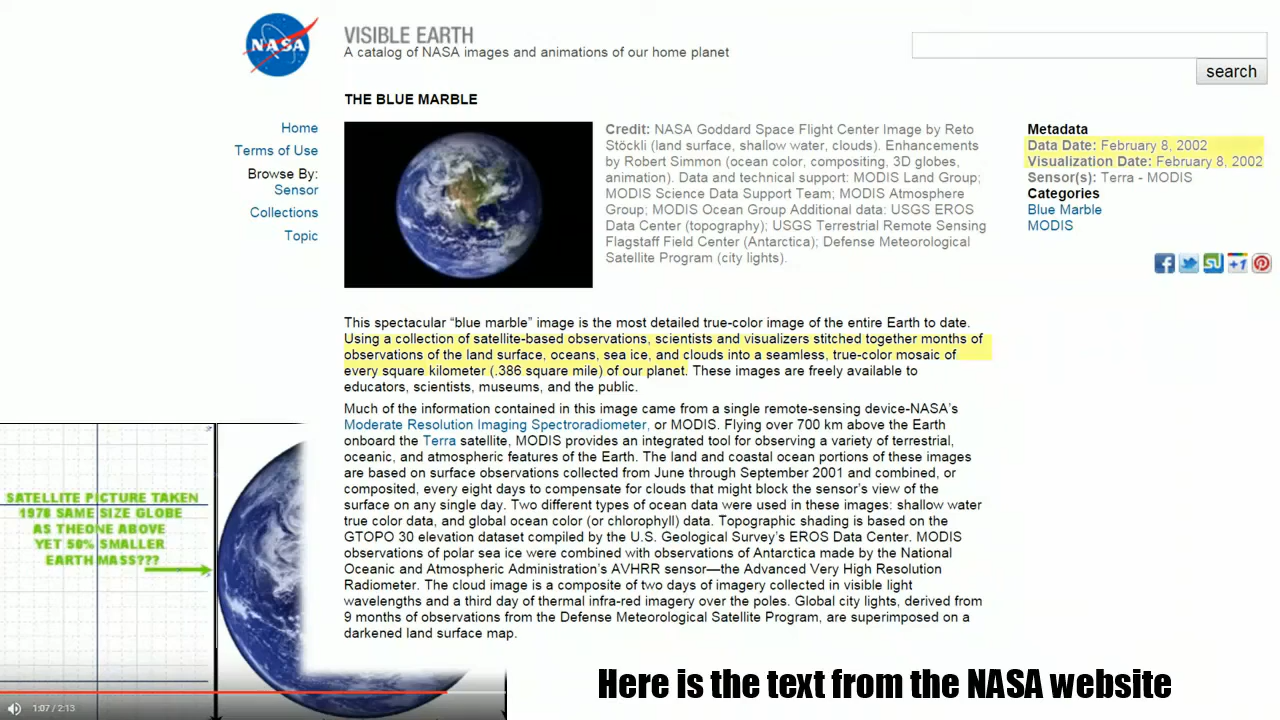 NASA
VISIBLE EARTH
A catalog of NASA images and animations of our home planet
search
THE BLUE MARBLE
Home
Terms of Use
Browse By:
Sensor
Collections
Topic
Credit: NASA Goddard Space Flight Center Image by Reto
Stöckli (land surface, shallow water, clouds). Enhancements
by Robert Simmon (ocean color, compositing, 3D globes,
animation). Data and technical support: MODIS Land Group;
MODIS Science Data Support Team; MODIS Atmosphere
Group; MODIS Ocean Group Additional data: USGS EROS
Data Center (topography); USGS Terrestrial Remote Sensing
Flagstaff Field Center (Antarctica); Defense Meteorological
Satellite Program (city lights).
Metadata
Data Date: February 8, 2002
Visualization Date: February 8, 2002
Sensor(s): Terra - MODIS
Categories
Blue Marble
MODIS
+1
This spectacular “blue marble” image is the most detailed true-color image of the entire Earth to date.
Using a collection of satellite-based observations, scientists and visualizers stitched together months of
observations of the land surface, oceans, sea ice, and clouds into a seamless, true-color mosaic of
every square kilometer (.386 square mile) of our planet. These images are freely available to
educators, scientists, museums, and the public.
Much of the information contained in this image came from a single remote-sensing device-NASA’s
Moderate Resolution Imaging Spectroradiometer, or MODIS. Flying over 700 km above the Earth
onboard the Terra satellite, MODIS provides an integrated tool for observing a variety of terrestrial,
oceanic, and atmospheric features of the Earth. The land and coastal ocean portions of these images
are based on surface observations collected from June through September 2001 and combined, or
composited, every eight days to compensate for clouds that might block the sensor’s view of the
surface on any single day. Two different types of ocean data were used in these images: shallow water
true color data, and global ocean color (or chlorophyll) data. Topographic shading is based on the
GTOPO 30 elevation dataset compiled by the U.S. Geological Survey’s EROS Data Center. MODIS
observations of polar sea ice were combined with observations of Antarctica made by the National
Oceanic and Atmospheric Administration’s AVHRR sensor—the Advanced Very High Resolution
Radiometer. The cloud image is a composite of two days of imagery collected in visible light
wavelengths and a third day of thermal infra-red imagery over the poles. Global city lights, derived from
9 months of observations from the Defense Meteorological Satellite Program, are superimposed on a
darkened land surface map.
SATELLITE PICTURE TAKEN
1978 SAME SIZE GLOBE
AS THEONE ABOVE
YET 50% SMALLER
EARTH MASS???
1:07 / 2:13
Here is the text from the NASA website